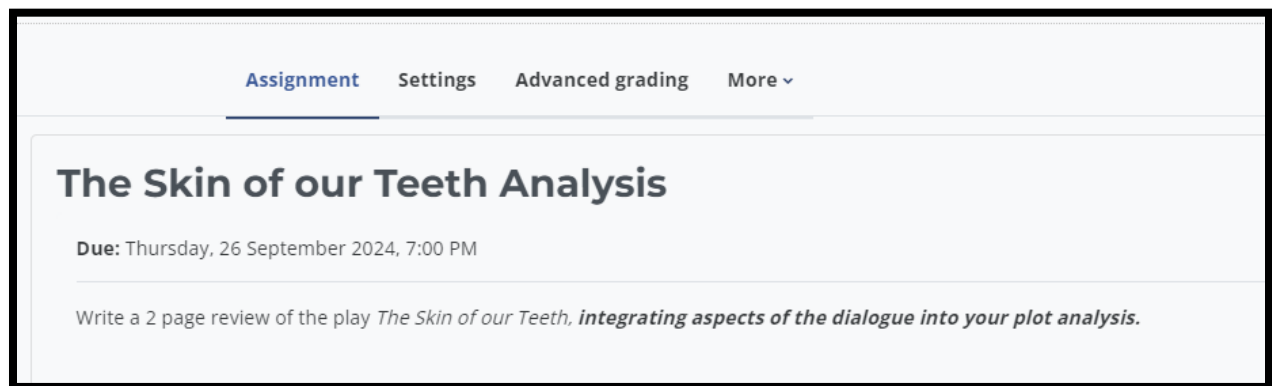 Assignment Settings Advanced grading More
The Skin of our Teeth Analysis
Due: Thursday, 26 September 2024, 7:00 PM
Write a 2 page review of the play The Skin of our Teeth, integrating aspects of the dialogue into your plot analysis.